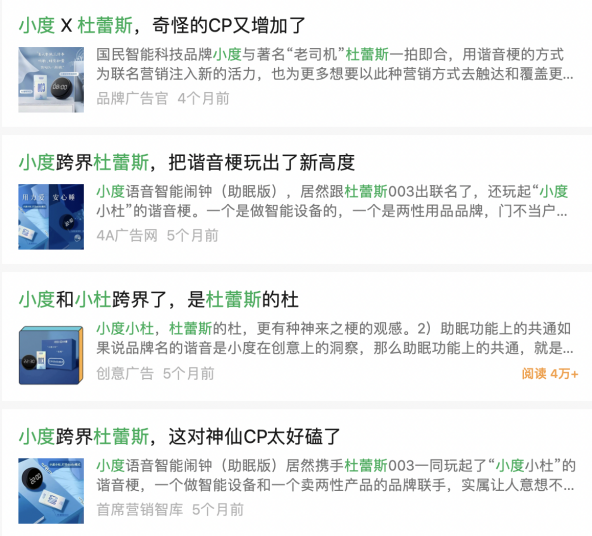 小度 X 杜蕾斯，奇怪的CP又增加了
国民智能科技品牌小度与著名“老司机”杜蕾斯一拍即合，用谐音梗的方式
为联名营销注入新的活力，也为更多想要以此种营销方式去触达和覆盖更...
品牌广告官 4个月前
小度跨界杜蕾斯，把谐音梗玩出了新高度
用力爱 安心睡
小度语音智能闹钟（助眠版），居然跟杜蕾斯003出联名了，还玩起“小度
小杜”的谐音梗。一个是做智能设备的，一个是两性用品品牌，门不当户...
4A广告网 5个月前
小度和小杜跨界了，是杜蕾斯的杜
小度小杜，杜蕾斯的杜，更有种神来之梗的观感。2）助眠功能上的共通如
果说品牌名的谐音是小度在创意上的洞察，那么助眠功能上的共通，就是...
创意广告 5个月前
阅读 4万+
小度跨界杜蕾斯，这对神仙CP太好磕了
小度语音智能闹钟（助眠版）居然携手杜蕾斯003一同玩起了“小度小杜”的
谐音梗，一个做智能设备和一个卖两性产品的品牌联手，实属让人意想不...
首席营销智库 5个月前